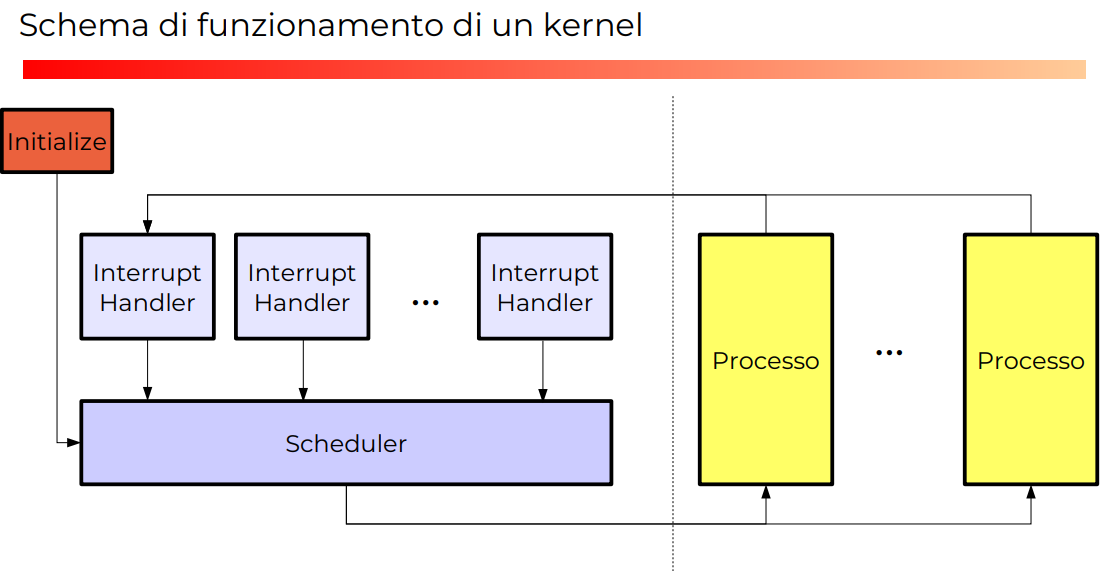 Schema di funzionamento di un kernel
Initialize
Interrupt
Handler
Interrupt
Handler
...
Interrupt
Handler
Processo
...
Processo
Scheduler